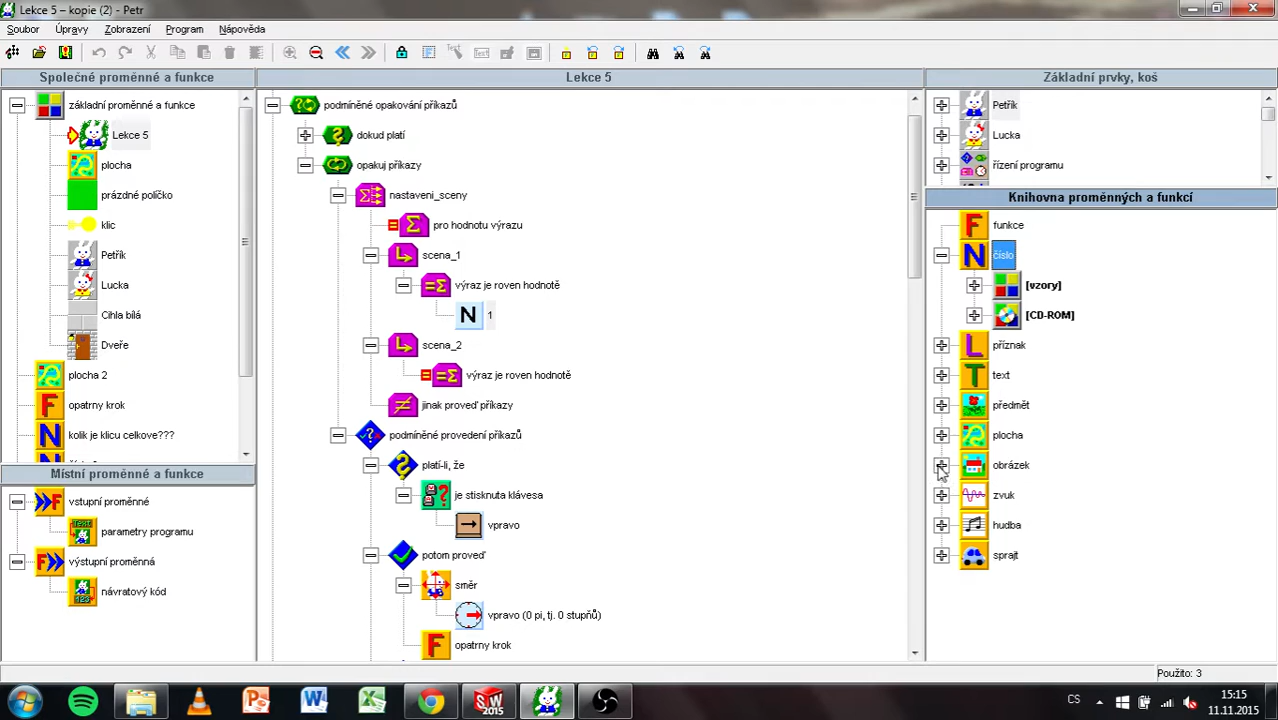 Lekce 5 – kopie (2) - Petr
Soubor Úpravy Zobrazení Program Nápověda
Text Text
Společné proměnné a funkce
základní proměnné a funkce
Lekce 5
plocha
prázdné políčko
klic
Petřík
Lucka
Cihla bílá
Dveře
plocha 2
F opatrny krok
N kolik je klicu celkove???
Místní proměnné a funkce
F vstupní proměnné
Text parametry programu
F výstupní proměnná
návratový kód
Lekce 5
podmíněné opakování příkazů
dokud platí
opakuj příkazy
nastaveni_sceny
pro hodnotu výrazu
scena_1
výraz je roven hodnotě
N 1
scena_2
výraz je roven hodnotě
jinak proveď příkazy
podmíněné provedení příkazů
platí-li, že
je stisknuta klávesa
vpravo
potom proveď
směr
vpravo (0 pi, tj. 0 stupňů)
F opatrny krok
Základní prvky, koš
Petřík
Lucka
řízení programu
Knihovna proměnných a funkcí
F funkce
N číslo
[vzory]
[CD-ROM]
L příznak
T text
předmět
plocha
obrázek
zvuk
hudba
sprajt
Použito: 3
SW 2015
CS
15:15
11.11.2015